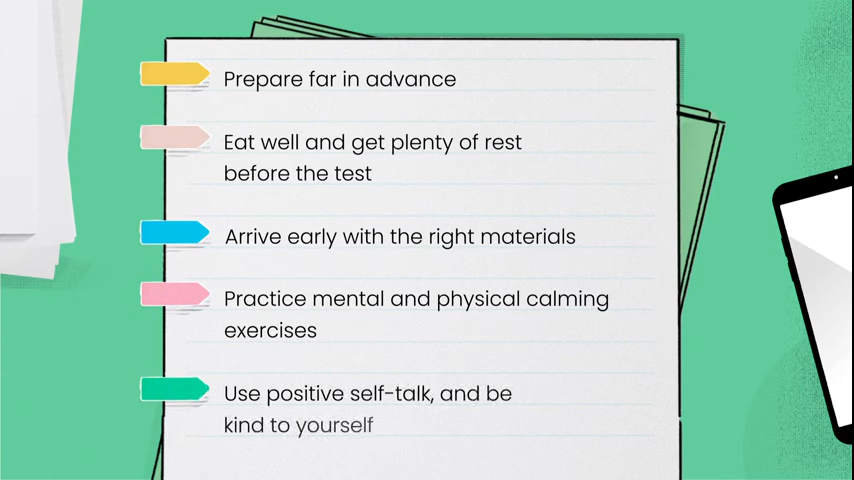 Prepare far in advance
Eat well and get plenty of rest
before the test
Arrive early with the right materials
Practice mental and physical calming
exercises
Use positive self-talk, and be
kind to yourself